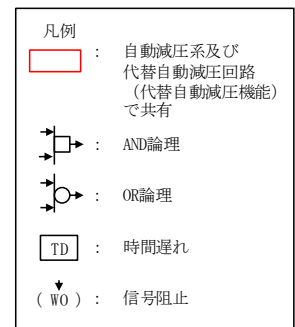 凡例
： 自動減圧系及び
代替自動減圧回路
（代替自動減圧機能）
で共有
： AND論理
： OR論理
TD ： 時間遅れ
( WO ) ： 信号阻止